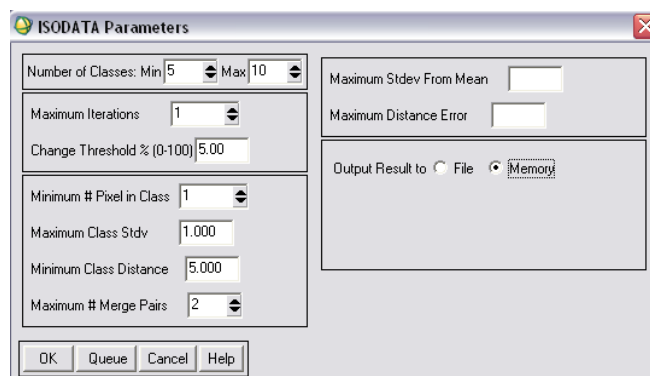 ISODATA Parameters
Number of Classes: Min 5 Max 10
Maximum Iterations 1
Change Threshold % (0-100) 5.00
Minimum # Pixel in Class 1
Maximum Class Stdv 1.000
Minimum Class Distance 5.000
Maximum # Merge Pairs 2
Maximum Stdev From Mean
Maximum Distance Error
Output Result to File Memory
OK Queue Cancel Help